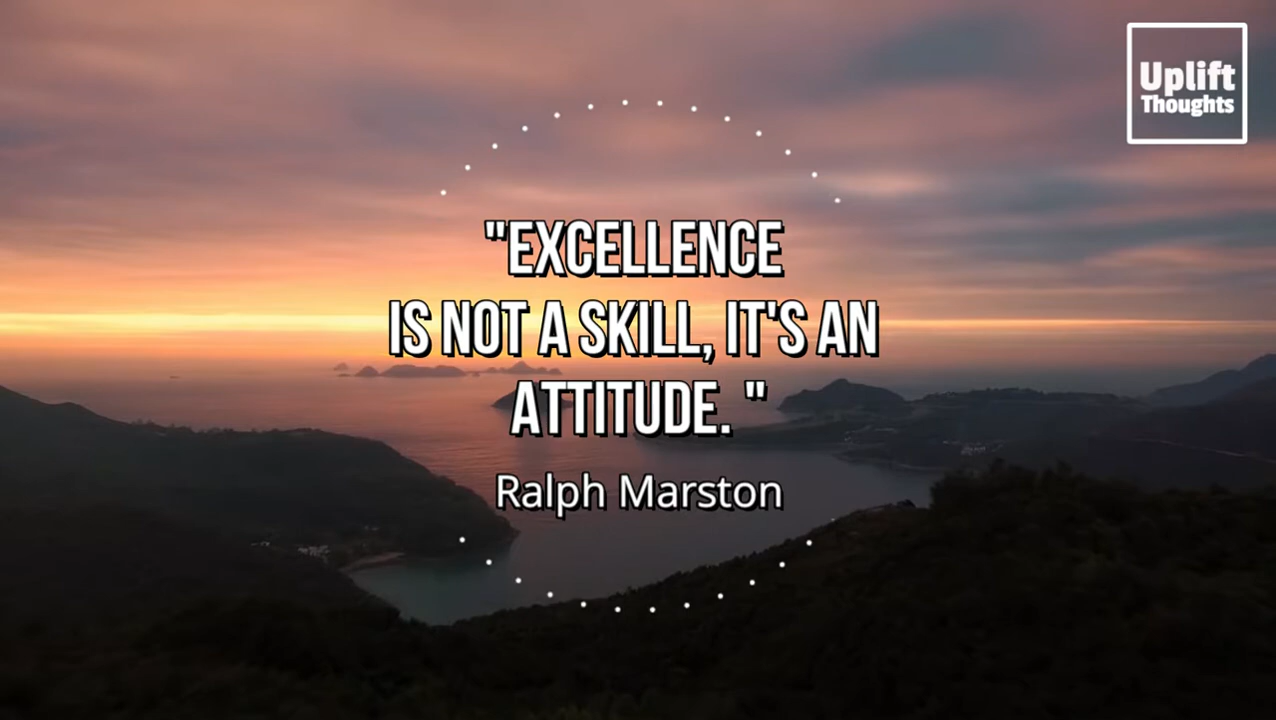 Uplift
Thoughts
"EXCELLENCE
IS NOT A SKILL, IT'S AN
ATTITUDE. "
Ralph Marston